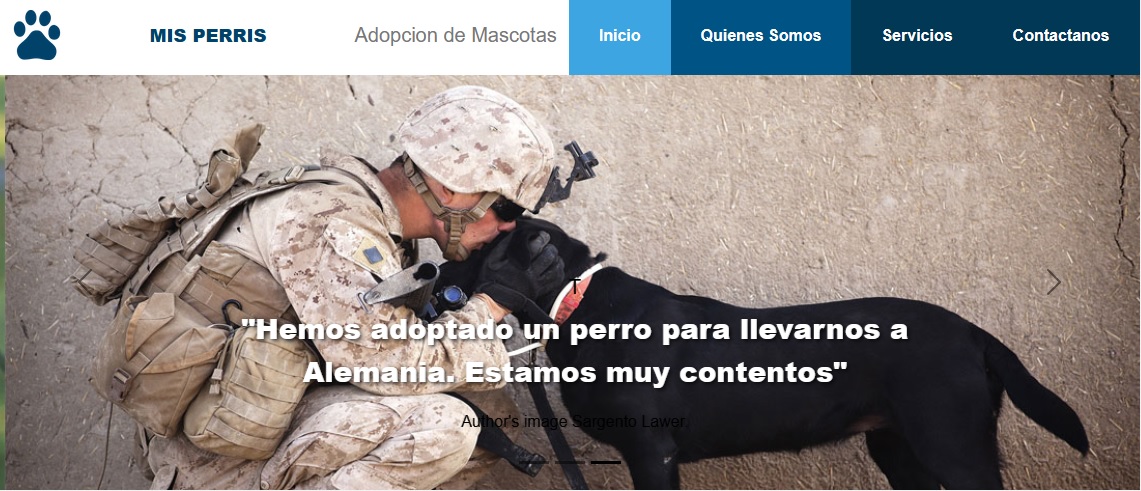 MIS PERRIS
Adopcion de Mascotas
Inicio
Quienes Somos
Servicios
Contactanos
"Hemos adoptado un perro para llevarnos a
Alemania. Estamos muy contentos"
Author's image Sargento Lawer.